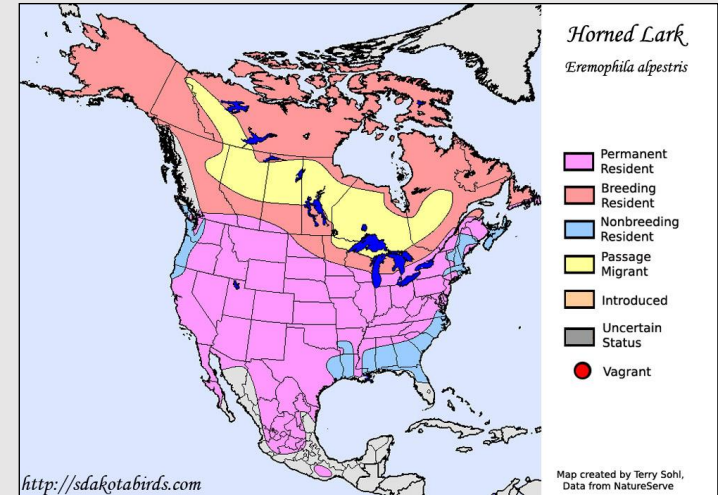 Horned Lark
Eremophila alpestris
Permanent
Resident
Breeding
Resident
Nonbreeding
Resident
Passage
Migrant
Introduced
Uncertain
Status
Vagrant
http://sdakotabirds.com
Map created by Terry Sohl,
Data from NatureServe